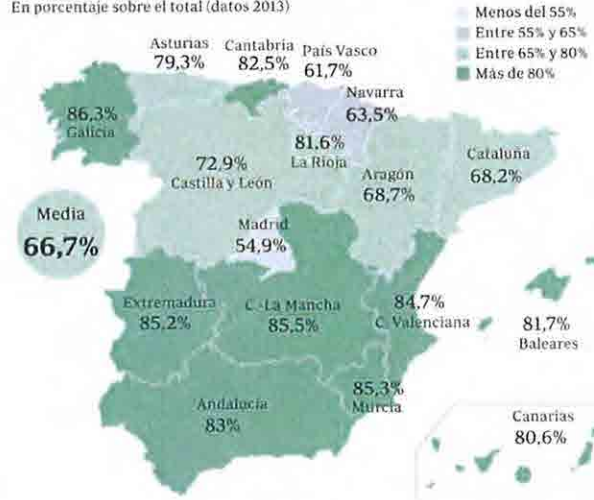 En porcentaje sobre el total (datos 2013)
Menos del 55%
Entre 55% y 65%
Entre 65% y 80%
Más de 80%
Asturias
79,3%
Cantabria
82,5%
País Vasco
61,7%
Navarra
63,5%
86,3%
Galicia
81,6%
La Rioja
72,9%
Castilla y León
Aragón
68,7%
Cataluña
68,2%
Media
66,7%
Madrid
54,9%
Extremadura
85,2%
C.-La Mancha
85,5%
84,7%
C. Valenciana
81,7%
Baleares
Andalucía
83%
85,3%
Murcia
Canarias
80,6%